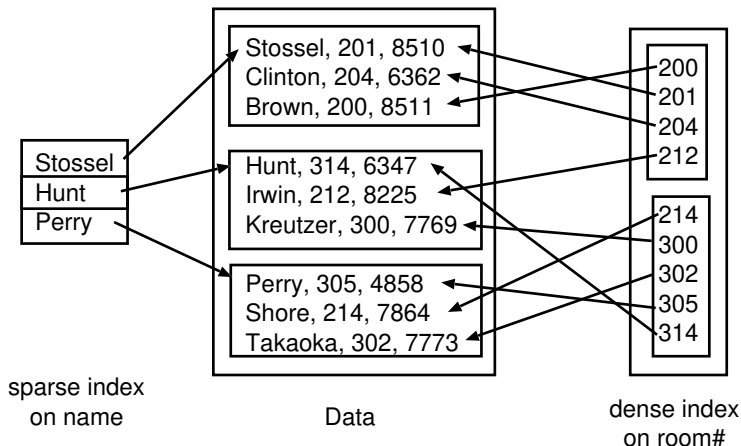 Stossel
Hunt
Perry
sparse index
on name
Stossel, 201, 8510
Clinton, 204, 6362
Brown, 200, 8511
Hunt, 314, 6347
Irwin, 212, 8225
Kreutzer, 300, 7769
Perry, 305, 4858
Shore, 214, 7864
Takaoka, 302, 7773
Data
200
201
204
212
214
300
302
305
314
dense index
on room#